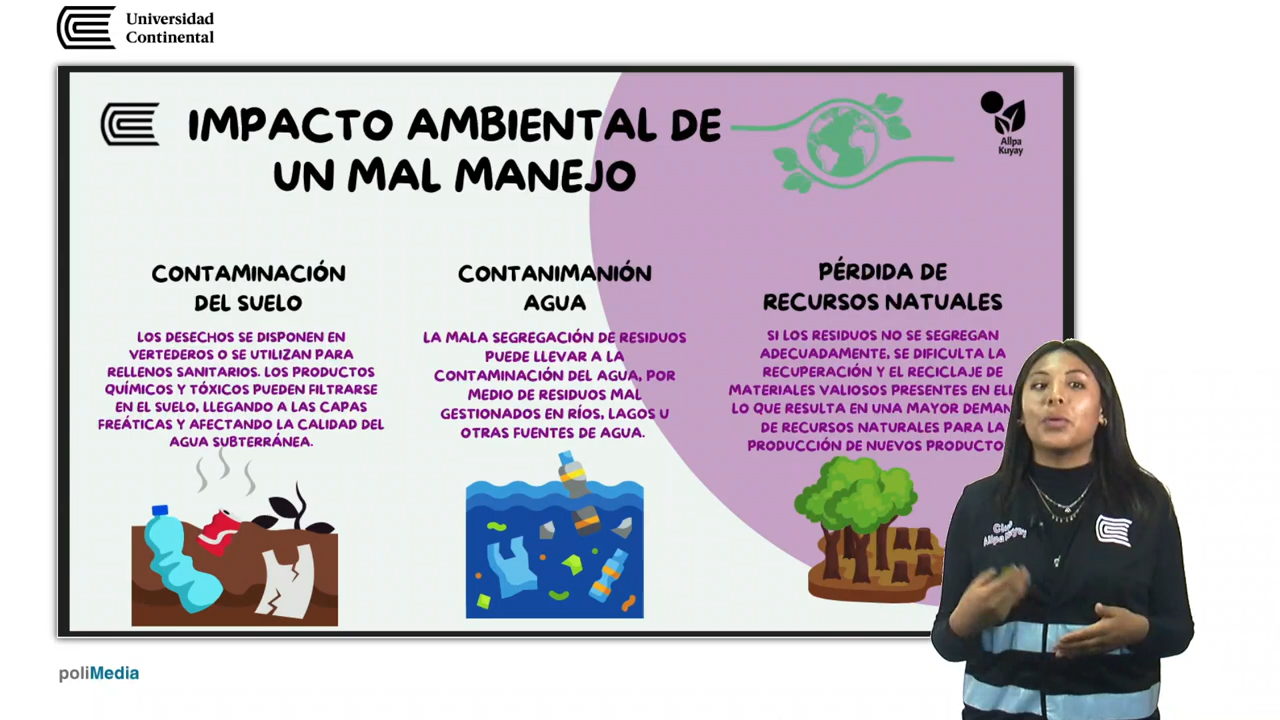 Universidad
Continental
IMPACTO AMBIENTAL DE
UN MAL MANEJO
Allpa
Kuyay
CONTAMINACIÓN
DEL SUELO
LOS DESECHOS SE DISPONEN EN
VERTEDEROS O SE UTILIZAN PARA
RELLENOS SANITARIOS. LOS PRODUCTOS
QUÍMICOS Y TÓXICOS PUEDEN FILTRARSE
EN EL SUELO, LLEGANDO A LAS CAPAS
FREÁTICAS Y AFECTANDO LA CALIDAD DEL
AGUA SUBTERRÁNEA.
CONTANIMANIÓN
AGUA
LA MALA SEGREGACIÓN DE RESIDUOS
PUEDE LLEVAR A LA
CONTAMINACIÓN DEL AGUA, POR
MEDIO DE RESIDUOS MAL
GESTIONADOS EN RÍOS, LAGOS U
OTRAS FUENTES DE AGUA.
PÉRDIDA DE
RECURSOS NATUALES
SI LOS RESIDUOS NO SE SEGREGAN
ADECUADAMENTE, SE DIFICULTA LA
RECUPERACIÓN Y EL RECICLAJE DE
MATERIALES VALIOSOS PRESENTES EN
LO QUE RESULTA EN UNA MAYOR
DE RECURSOS NATURALES PARA LA
PRODUCCIÓN DE NUEVOS
Allpa Kuyay
poliMedia